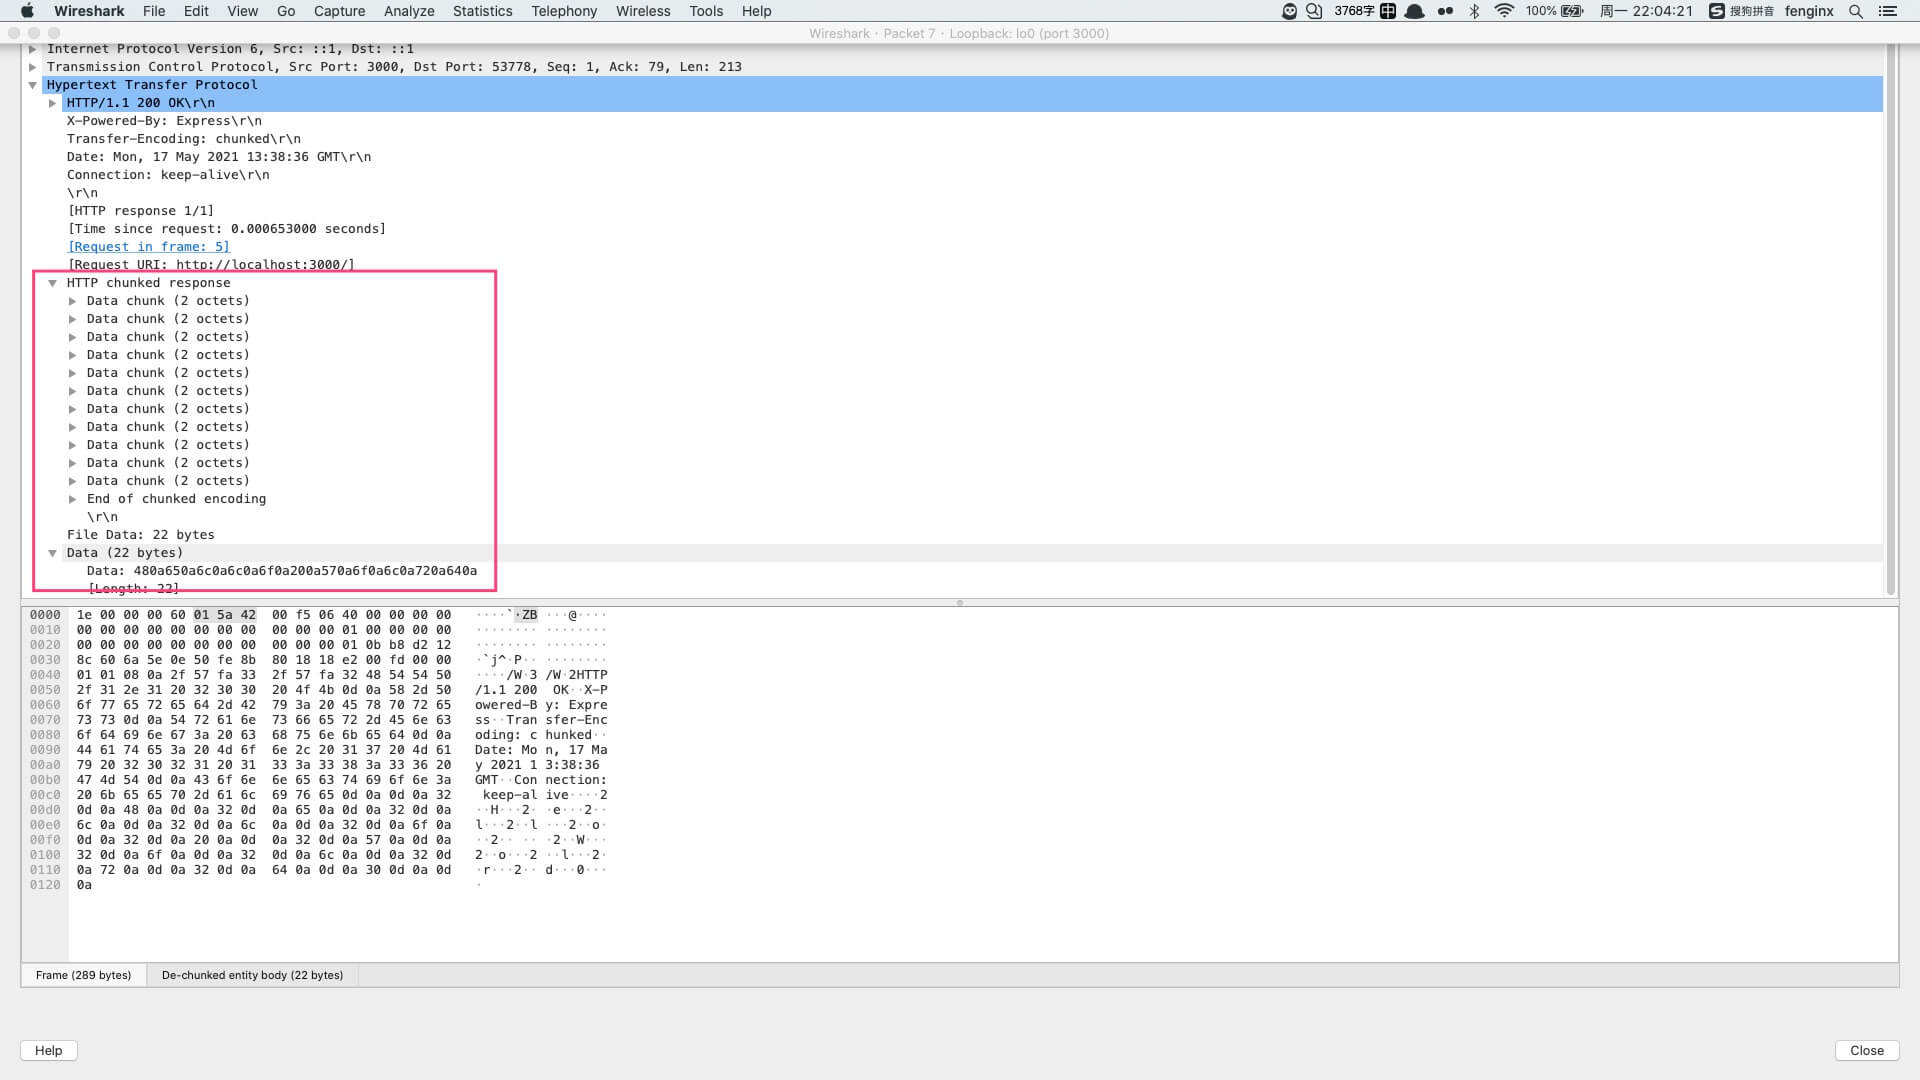 Wireshark File Edit View Go Capture Analyze Statistics Telephony Wireless Tools Help 3768字 中 100% 周一 22:04:21 S 搜狗拼音 fenginx
Wireshark · Packet 7 · Loopback: lo0 (port 3000)
Internet Protocol Version 6, Src: ::1, Dst: ::1
Transmission Control Protocol, Src Port: 3000, Dst Port: 53778, Seq: 1, Ack: 79, Len: 213
Hypertext Transfer Protocol
HTTP/1.1 200 OK\r\n
X-Powered-By: Express\r\n
Transfer-Encoding: chunked\r\n
Date: Mon, 17 May 2021 13:38:36 GMT\r\n
Connection: keep-alive\r\n
\r\n
[HTTP response 1/1]
[Time since request: 0.000653000 seconds]
[Request in frame: 5]
[Request URI: http://localhost:3000/]
HTTP chunked response
Data chunk (2 octets)
Data chunk (2 octets)
Data chunk (2 octets)
Data chunk (2 octets)
Data chunk (2 octets)
Data chunk (2 octets)
Data chunk (2 octets)
Data chunk (2 octets)
Data chunk (2 octets)
Data chunk (2 octets)
Data chunk (2 octets)
End of chunked encoding
\r\n
File Data: 22 bytes
Data (22 bytes)
Data: 480a650a6c0a6c0a6f0a200a570a6f0a6c0a720a640a
[Length: 22]
0000 1e 00 00 00 60 01 5a 42 00 f5 06 40 00 00 00 00 ····`·ZB ···@····
0010 00 00 00 00 00 00 00 00 00 00 00 01 00 00 00 00 ········ ········
0020 00 00 00 00 00 00 00 00 00 00 00 01 0b b8 d2 12 ········ ········
0030 8c 60 6a 5e 0e 50 fe 8b 80 18 18 e2 00 fd 00 00 ·`j^·P·· ········
0040 01 01 08 0a 2f 57 fa 33 2f 57 fa 32 48 54 54 50 ····/W·3 /W·2HTTP
0050 2f 31 2e 31 20 32 30 30 20 4f 4b 0d 0a 58 2d 50 /1.1 200 OK··X-P
0060 6f 77 65 72 65 64 2d 42 79 3a 20 45 78 70 72 65 owered-B y: Expre
0070 73 73 0d 0a 54 72 61 6e 73 66 65 72 2d 45 6e 63 ss··Tran sfer-Enc
0080 6f 64 69 6e 67 3a 20 63 68 75 6e 6b 65 64 0d 0a oding: c hunked··
0090 44 61 74 65 3a 20 4d 6f 6e 2c 20 31 37 20 4d 61 Date: Mo n, 17 Ma
00a0 79 20 32 30 32 31 20 31 33 3a 33 38 3a 33 36 20 y 2021 1 3:38:36
00b0 47 4d 54 0d 0a 43 6f 6e 6e 65 63 74 69 6f 6e 3a GMT··Con nection:
00c0 20 6b 65 65 70 2d 61 6c 69 76 65 0d 0a 0d 0a 32 keep-al ive····2
00d0 0d 0a 48 0a 0d 0a 32 0d 0a 65 0a 0d 0a 32 0d 0a ··H···2· ·e···2··
00e0 6c 0a 0d 0a 32 0d 0a 6c 0a 0d 0a 32 0d 0a 6f 0a l···2··l ···2··o·
00f0 0d 0a 32 0d 0a 20 0a 0d 0a 32 0d 0a 57 0a 0d 0a ··2·· ·· ·2··W···
0100 32 0d 0a 6f 0a 0d 0a 32 0d 0a 6c 0a 0d 0a 32 0d 2··o···2 ··l···2·
0110 0a 72 0a 0d 0a 32 0d 0a 64 0a 0d 0a 30 0d 0a 0d ·r···2·· d···0···
0120 0a ·
Frame (289 bytes) De-chunked entity body (22 bytes)
Help Close